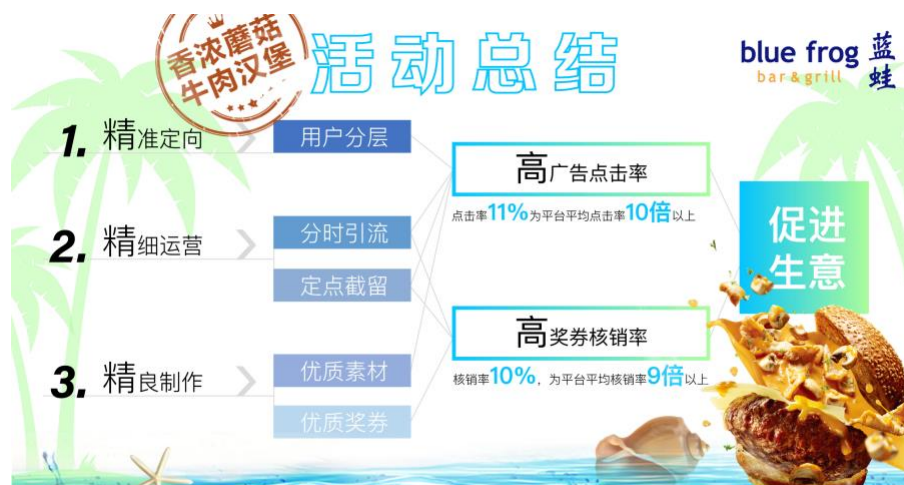 香浓蘑菇
牛肉汉堡
活动总结
blue frog 蓝蛙
bar & grill
1. 精准定向
用户分层
高广告点击率
点击率11%为平台平均点击率10倍以上
2. 精细运营
分时引流
定点截留
促进
生意
高奖券核销率
核销率10%，为平台平均核销率9倍以上
3. 精良制作
优质素材
优质奖券